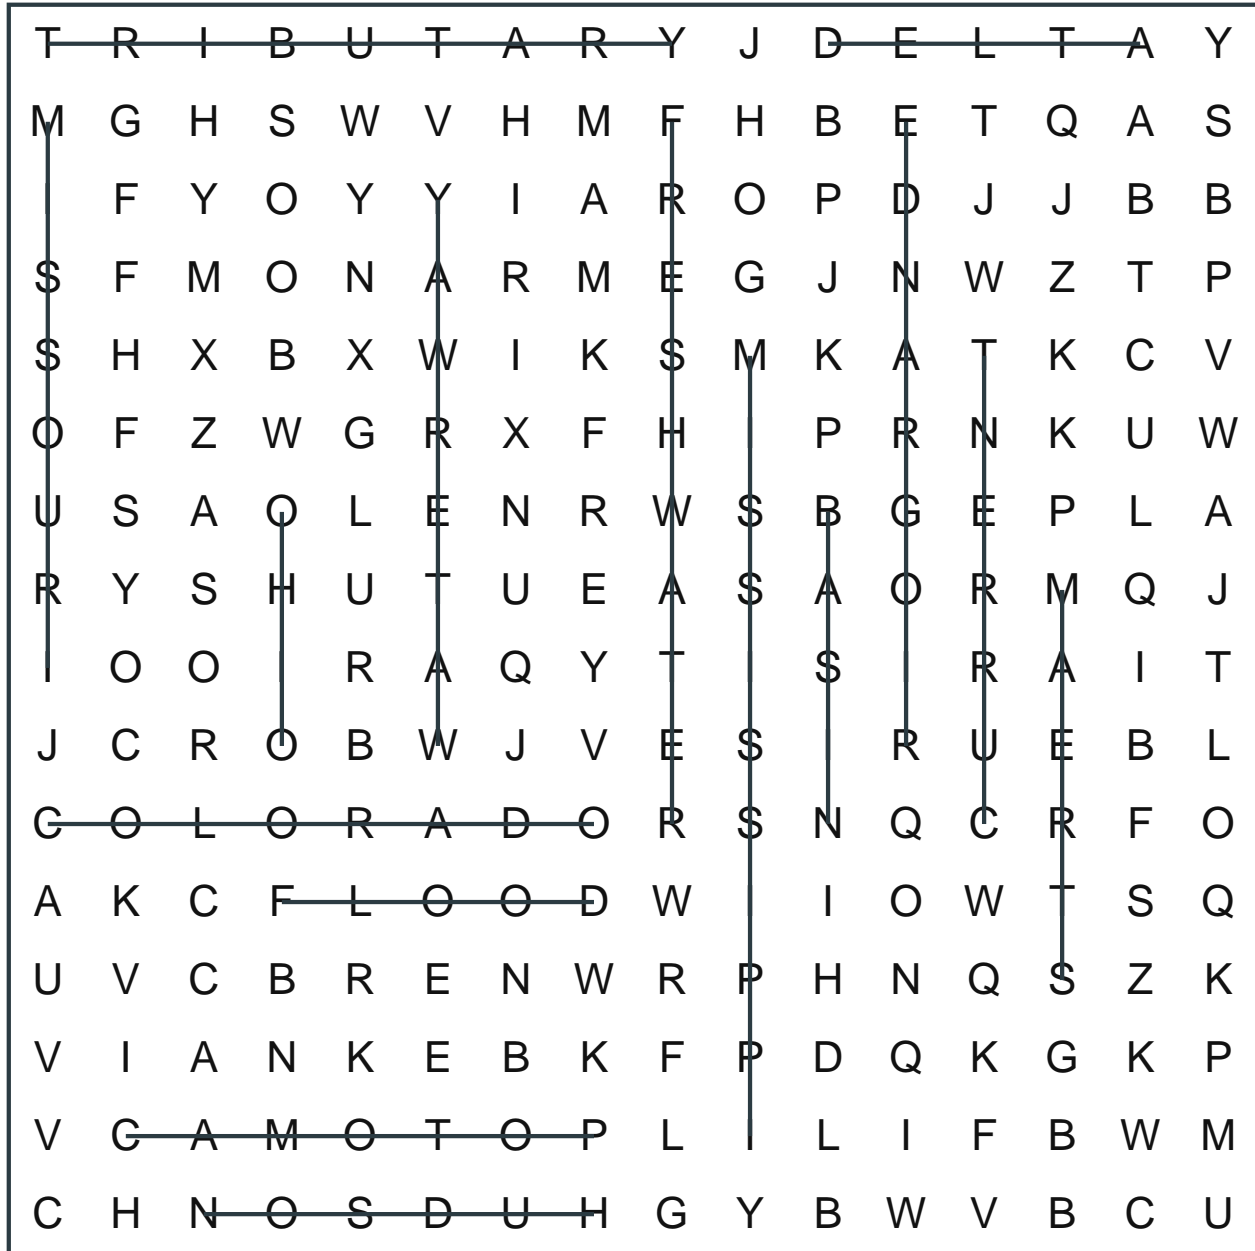 T R I B U T A R Y J D E L T A Y
M G H S W V H M F H B E T Q A S
I F Y O Y Y I A R O P D J J B B
S F M O N A R M E G J N W Z T P
S H X B X W I K S M K A T K C V
O F Z W G R X F H I P R N K U W
U S A O L E N R W S B G E P L A
R Y S H U T U E A S A O R M Q J
I O O I R A Q Y T I S I R A I T
J C R O B W J V E S I R U E B L
C O L O R A D O R S N Q C R F O
A K C F L O O D W I I O W T S Q
U V C B R E N W R P H N Q S Z K
V I A N K E B K F P D Q K G K P
V C A M O T O P L I L I F B W M
C H N O S D U H G Y B W V B C U